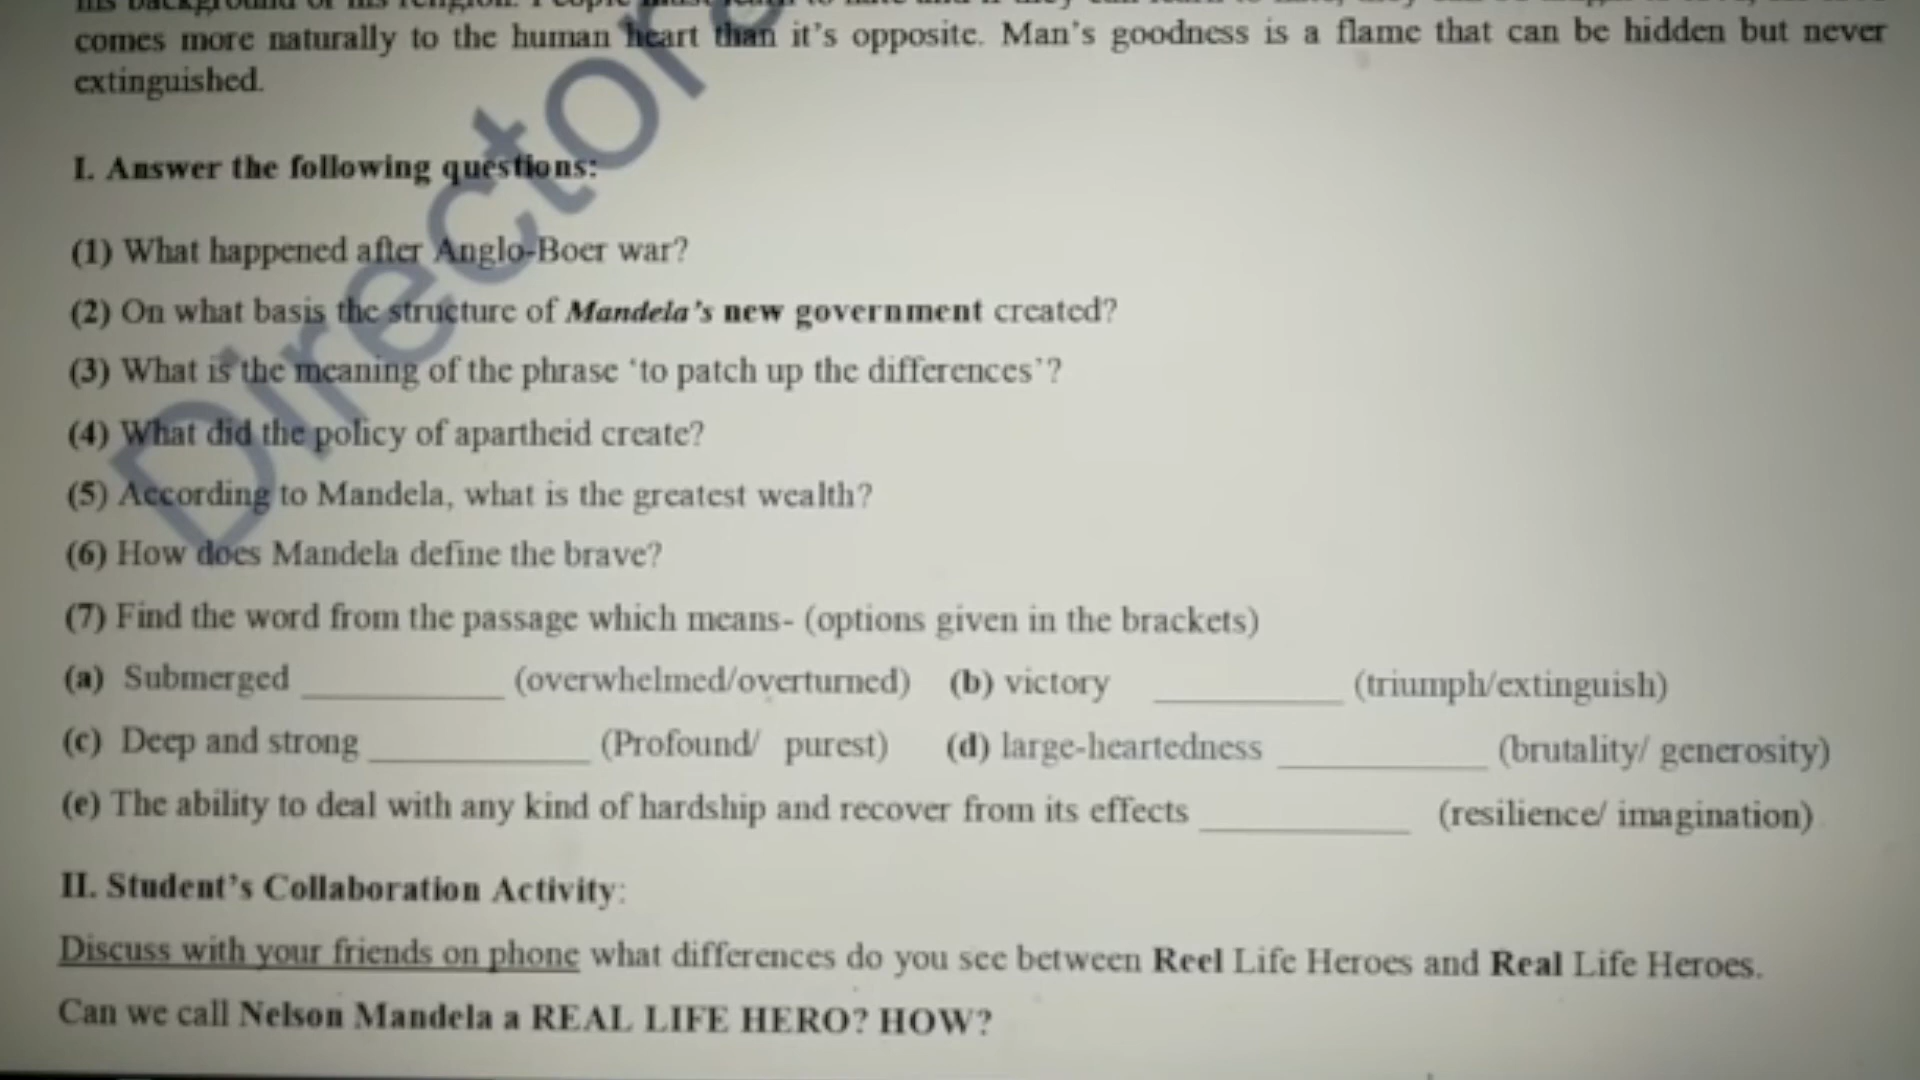 comes more naturally to the human heart than it's opposite. Man's goodness is a flame that can be hidden but never
extinguished.
I. Answer the following questions:
(1) What happened after Anglo-Boer war?
(2) On what basis the structure of Mandela's new government created?
(3) What is the meaning of the phrase 'to patch up the differences'?
(4) What did the policy of apartheid create?
(5) According to Mandela, what is the greatest wealth?
(6) How does Mandela define the brave?
(7) Find the word from the passage which means- (options given in the brackets)
(a) Submerged __________ (overwhelmed/overturned) (b) victory __________ (triumph/extinguish)
(c) Deep and strong __________ (Profound/ purest) (d) large-heartedness __________ (brutality/ generosity)
(e) The ability to deal with any kind of hardship and recover from its effects __________ (resilience/ imagination)
II. Student's Collaboration Activity:
Discuss with your friends on phone what differences do you see between Reel Life Heroes and Real Life Heroes.
Can we call Nelson Mandela a REAL LIFE HERO? HOW?